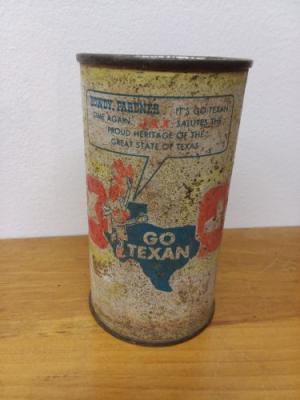 HOWDY, PARDNER IT'S GO TEXAN
TIME AGAIN. JAX SALUTES THE
PROUD HERITAGE OF THE
GREAT STATE OF TEXAS
GO
TEXAN